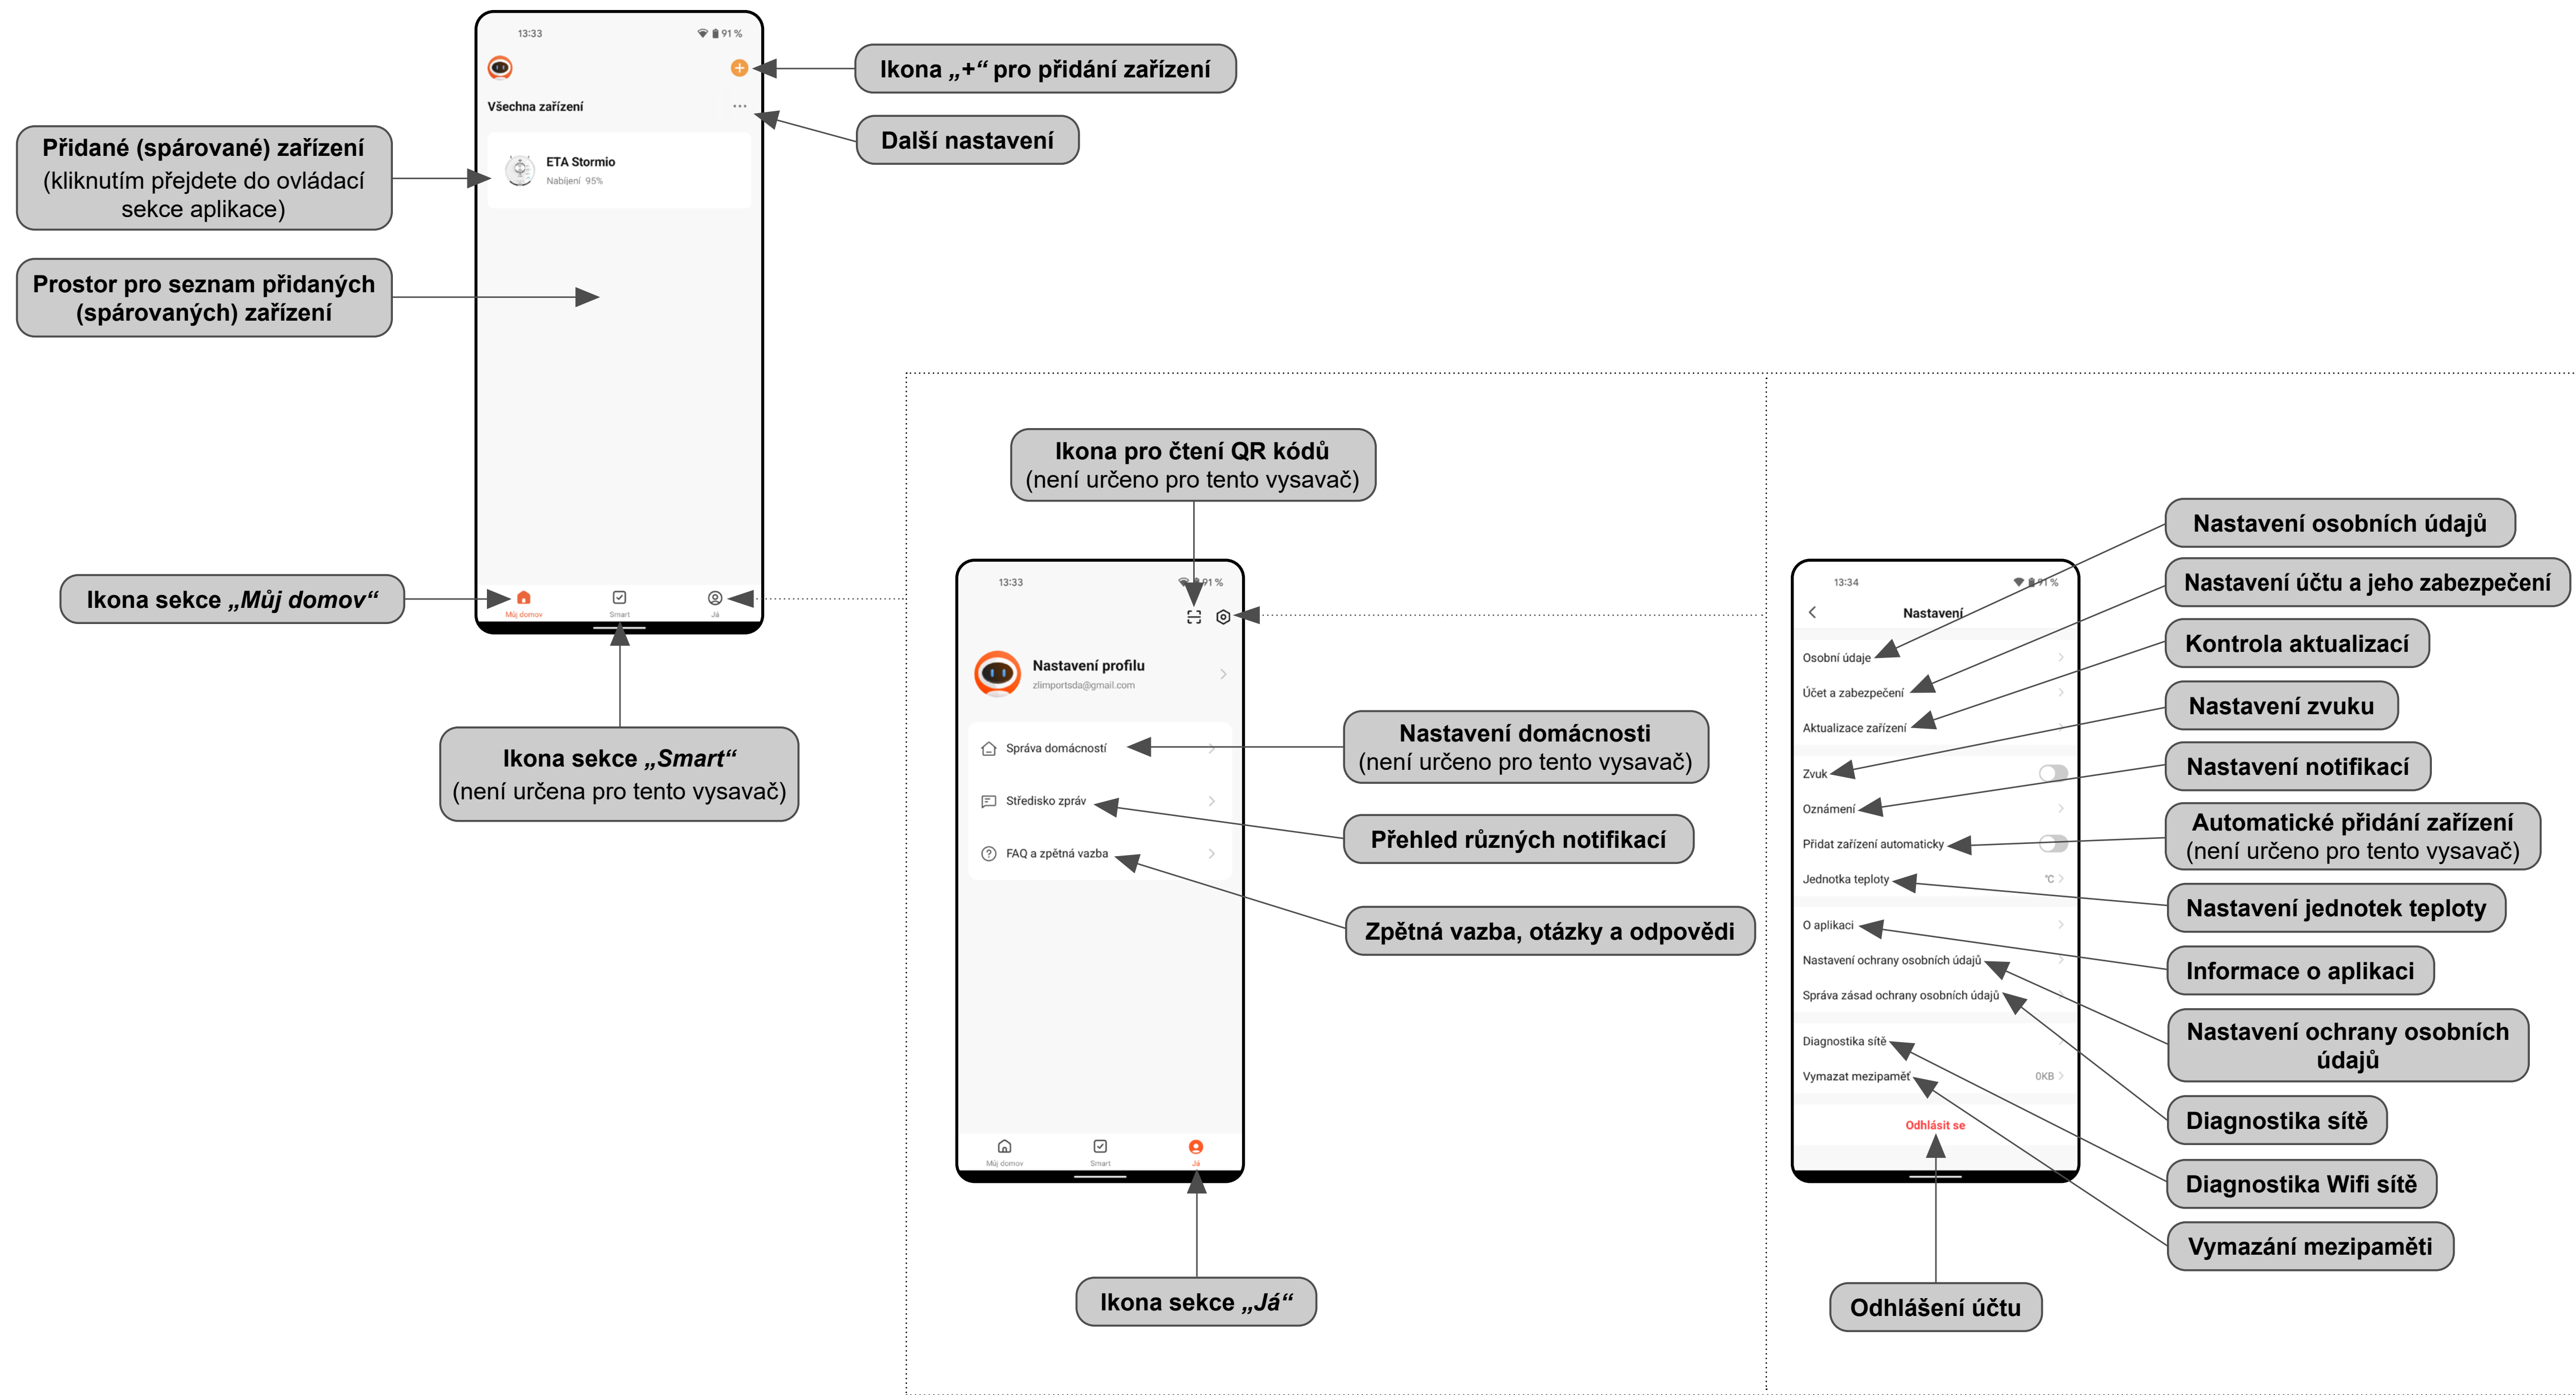 13:33
91 %
Ikona „+“ pro přidání zařízení
Všechna zařízení
Další nastavení
Přidané (spárované) zařízení
(kliknutím přejdete do ovládací
sekce aplikace)
ETA Stormio
Nabíjení 95%
Prostor pro seznam přidaných
(spárovaných) zařízení
Ikona sekce „Můj domov“
Můj domov
Smart
Já
Ikona sekce „Smart“
(není určena pro tento vysavač)
Ikona pro čtení QR kódů
(není určeno pro tento vysavač)
13:33
91 %
Nastavení profilu
zlimportsda@gmail.com
Správa domácností
Nastavení domácnosti
(není určeno pro tento vysavač)
Středisko zpráv
Přehled různých notifikací
FAQ a zpětná vazba
Zpětná vazba, otázky a odpovědi
Můj domov
Smart
Já
Ikona sekce „Já“
13:34
91 %
Nastavení
Osobní údaje
Účet a zabezpečení
Aktualizace zařízení
Zvuk
Oznámení
Přidat zařízení automaticky
Jednotka teploty
°C
O aplikaci
Nastavení ochrany osobních údajů
Správa zásad ochrany osobních údajů
Diagnostika sítě
Vymazat mezipaměť
0KB
Odhlásit se
Nastavení osobních údajů
Nastavení účtu a jeho zabezpečení
Kontrola aktualizací
Nastavení zvuku
Nastavení notifikací
Automatické přidání zařízení
(není určeno pro tento vysavač)
Nastavení jednotek teploty
Informace o aplikaci
Nastavení ochrany osobních
údajů
Diagnostika sítě
Diagnostika Wifi sítě
Vymazání mezipaměti
Odhlášení účtu